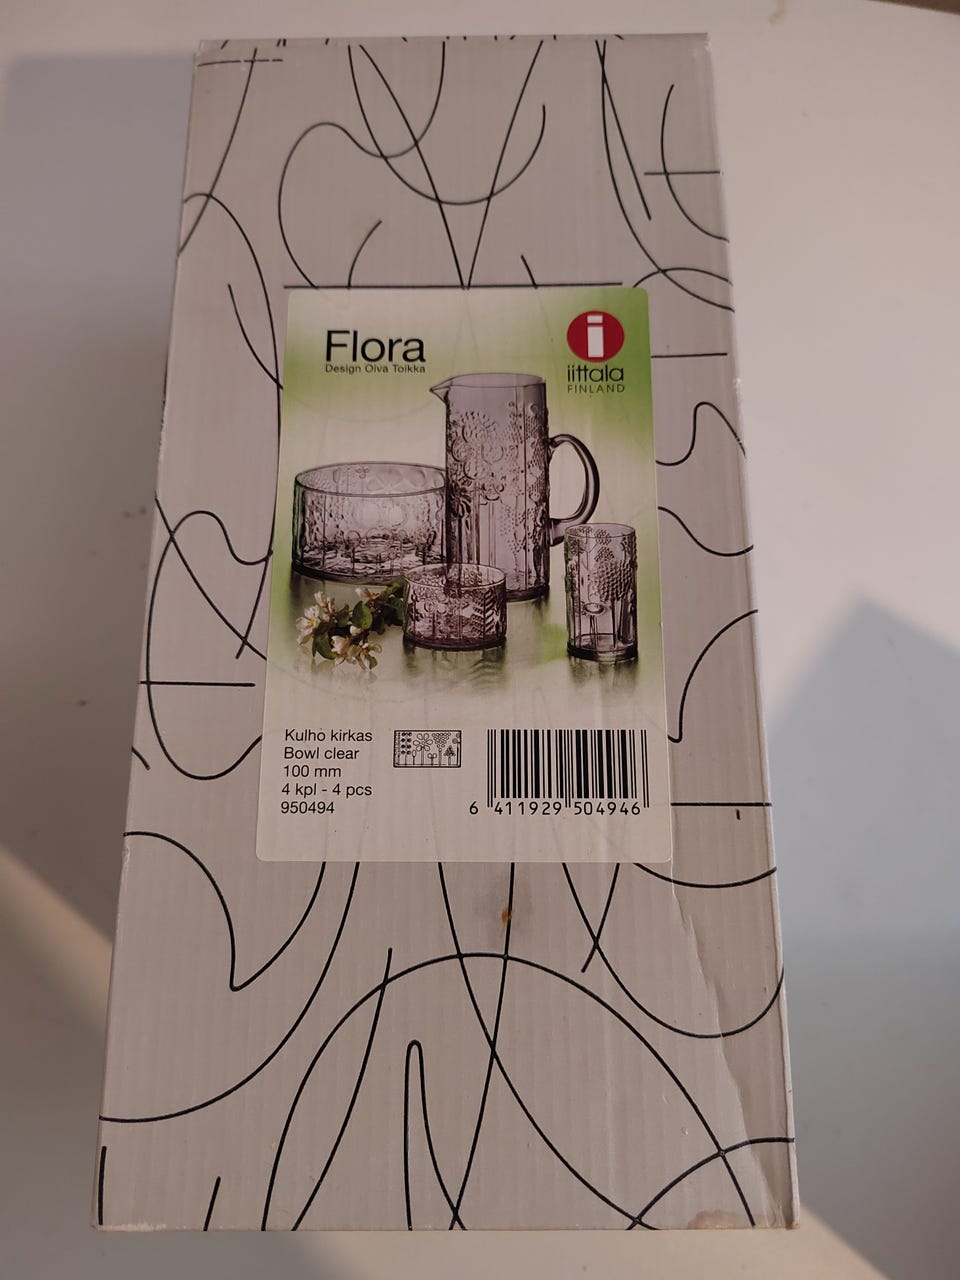 Flora
Design Oiva Toikka
i
iittala
FINLAND
Kulho kirkas
Bowl clear
100 mm
4 kpl - 4 pcs
950494
6 411929 504946